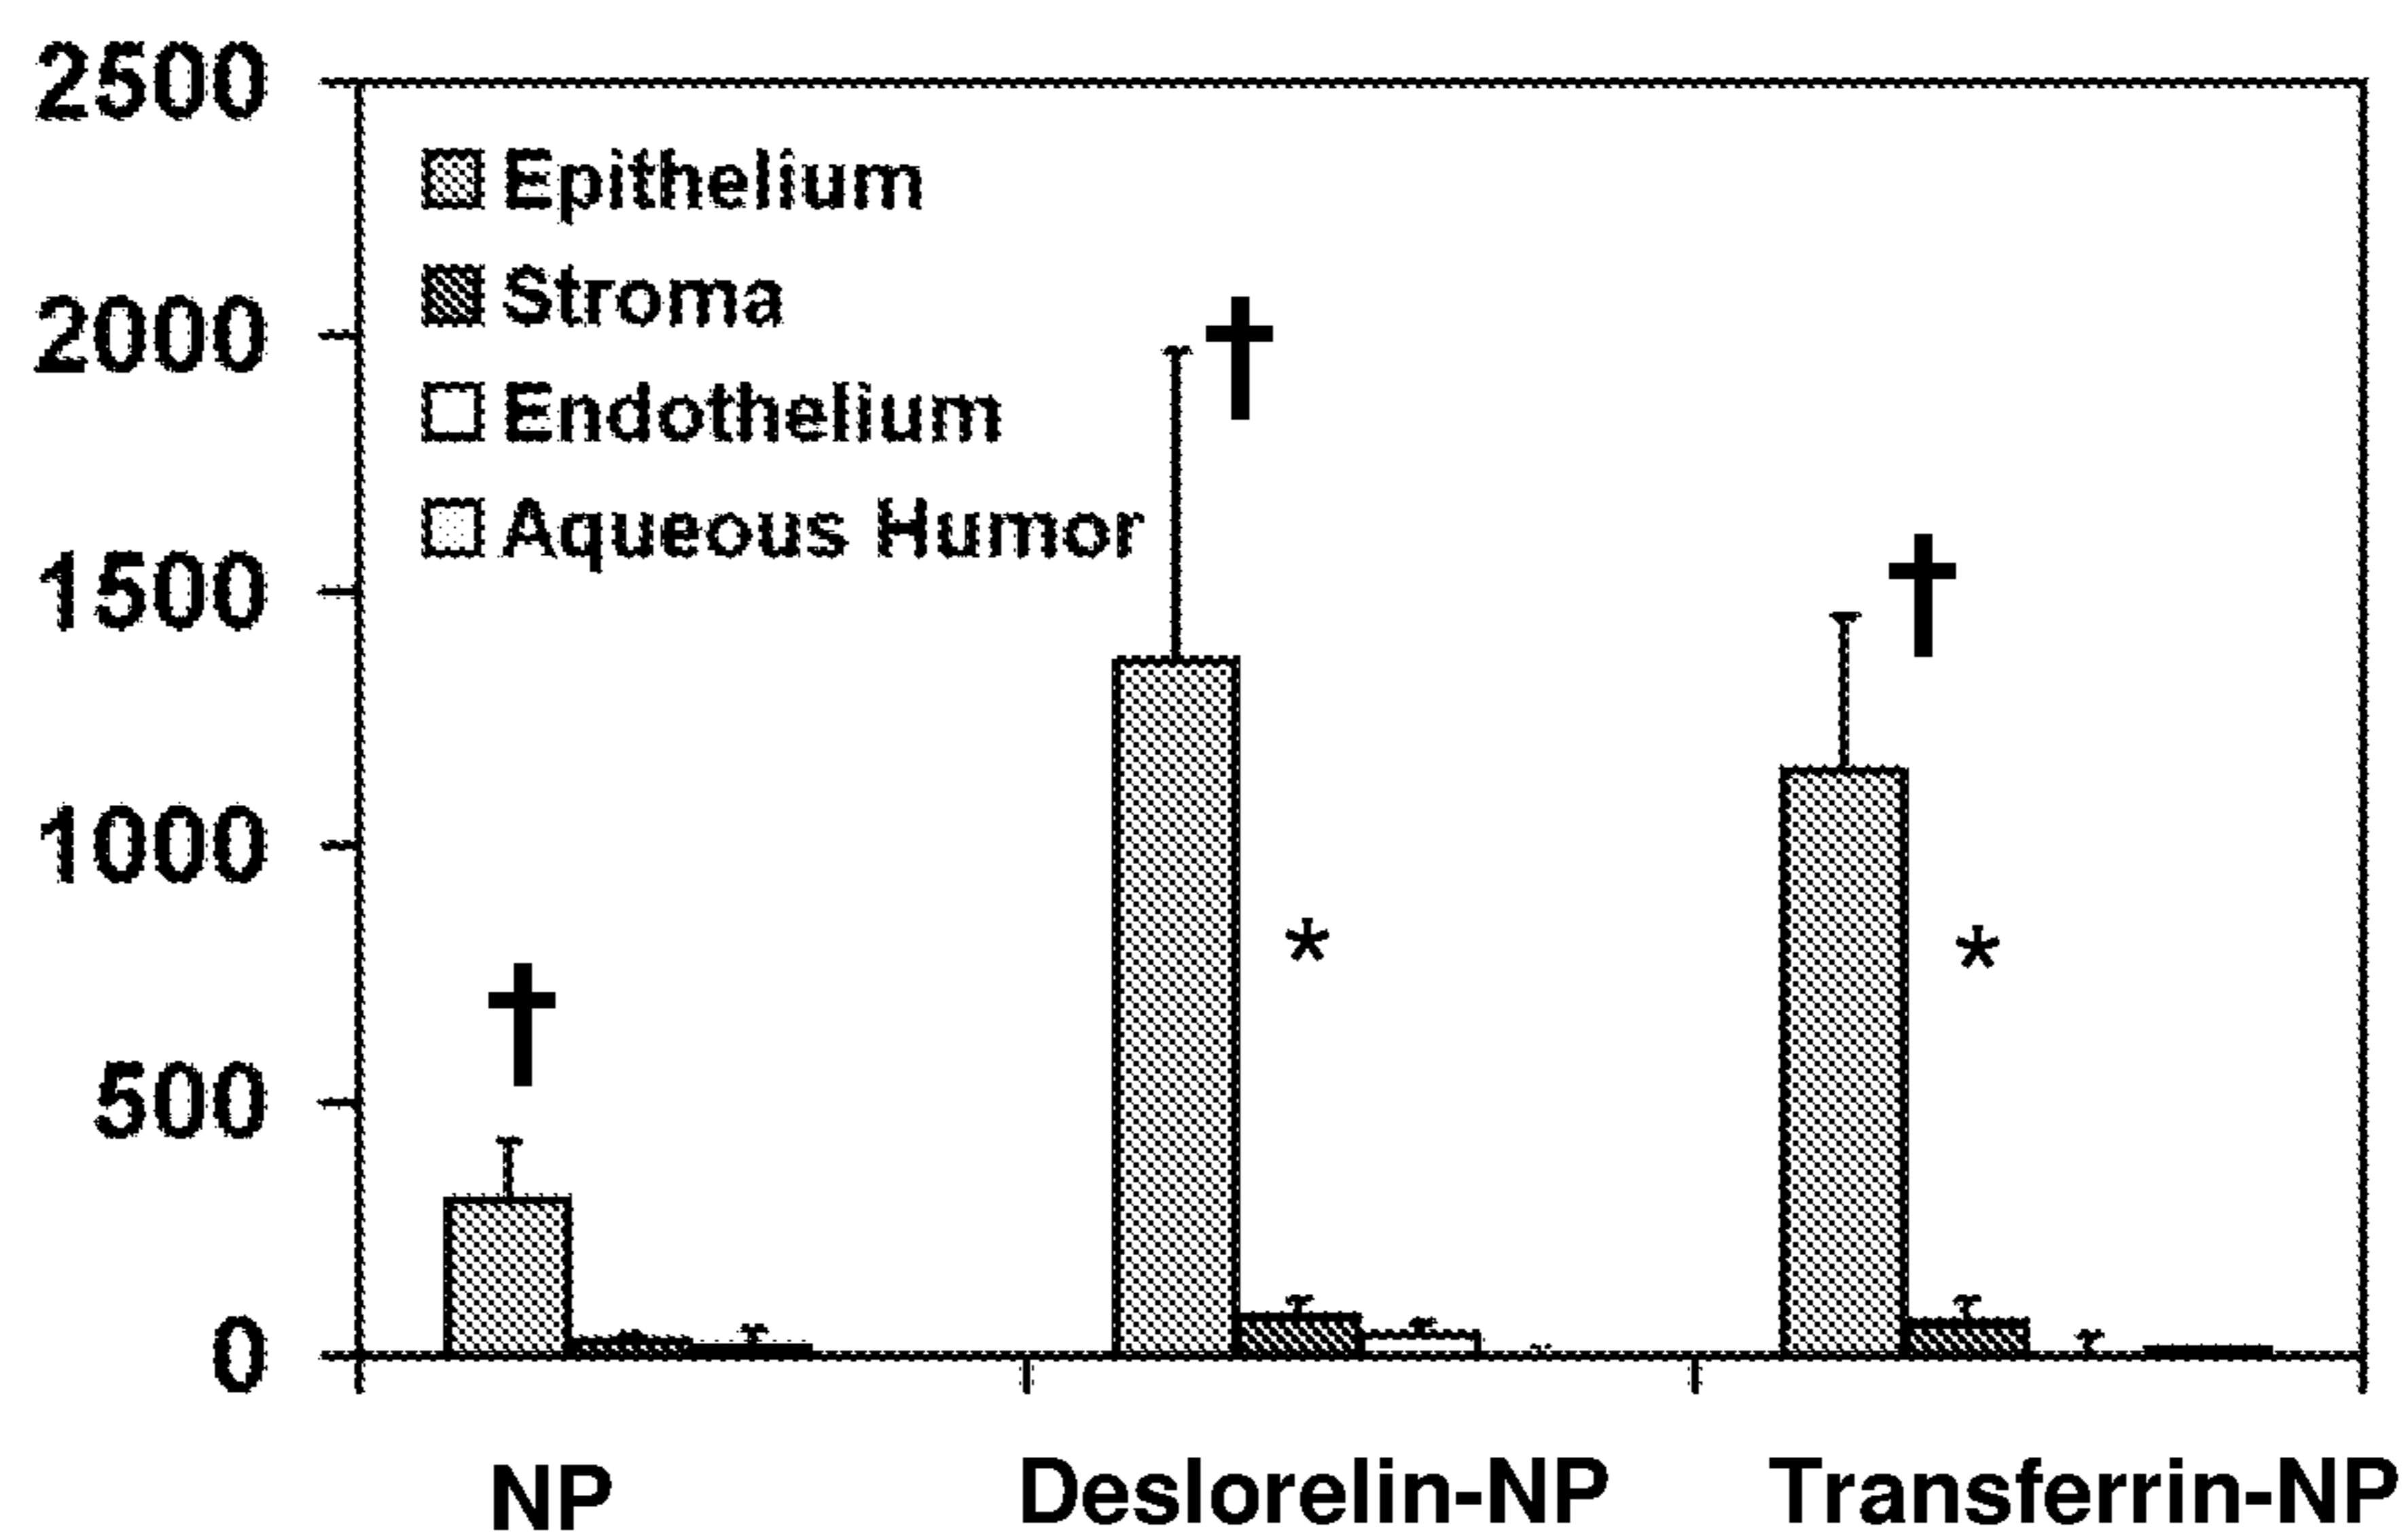 2500
2000
1500
1000
500
0
Epithelium
Stroma
Endothelium
Aqueous Humor
†
†
†
*
*
NP
Deslorelin-NP
Transferrin-NP